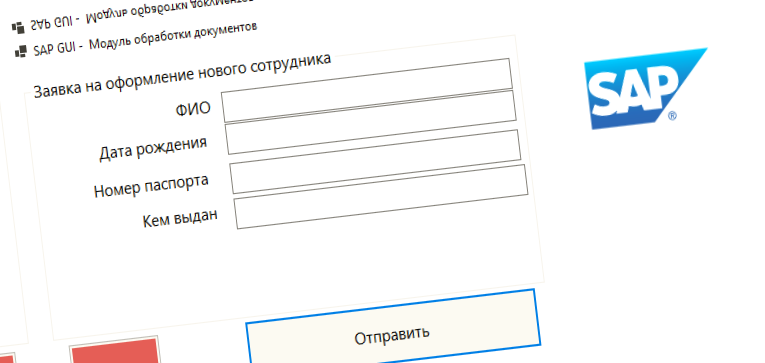 SAP GUI - Модуль обработки документов
SAP GUI - Модуль обработки документов
Заявка на оформление нового сотрудника
ФИО
Дата рождения
Номер паспорта
Кем выдан
Отправить
SAP ®